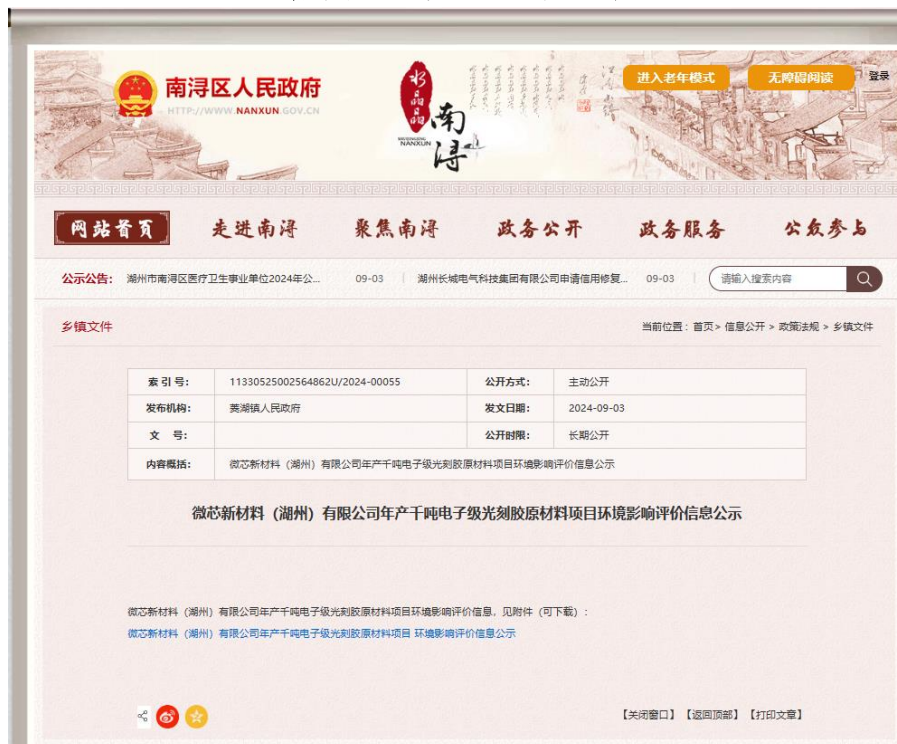 南浔区人民政府
HTTP://WWW.NANXUN.GOV.CN
水晶晶
南浔
NANXUN
进入老年模式
无障碍阅读
登录
网站首页
走进南浔
聚焦南浔
政务公开
政务服务
公众参与
公示公告:
湖州市南浔区医疗卫生事业单位2024年公...
09-03
湖州长城电气科技集团有限公司申请信用修复...
09-03
请输入搜索内容
乡镇文件
当前位置：首页> 信息公开 > 政策法规 > 乡镇文件
索 引 号: 11330525002564862U/2024-00055 公开方式: 主动公开
发布机构: 菱湖镇人民政府 发文日期: 2024-09-03
文 号: 公开时限: 长期公开
内容概括: 微芯新材料（湖州）有限公司年产千吨电子级光刻胶原材料项目环境影响评价信息公示
微芯新材料（湖州）有限公司年产千吨电子级光刻胶原材料项目环境影响评价信息公示
微芯新材料（湖州）有限公司年产千吨电子级光刻胶原材料项目环境影响评价信息，见附件（可下载）：
微芯新材料（湖州）有限公司年产千吨电子级光刻胶原材料项目 环境影响评价信息公示
【关闭窗口】 【返回顶部】 【打印文章】